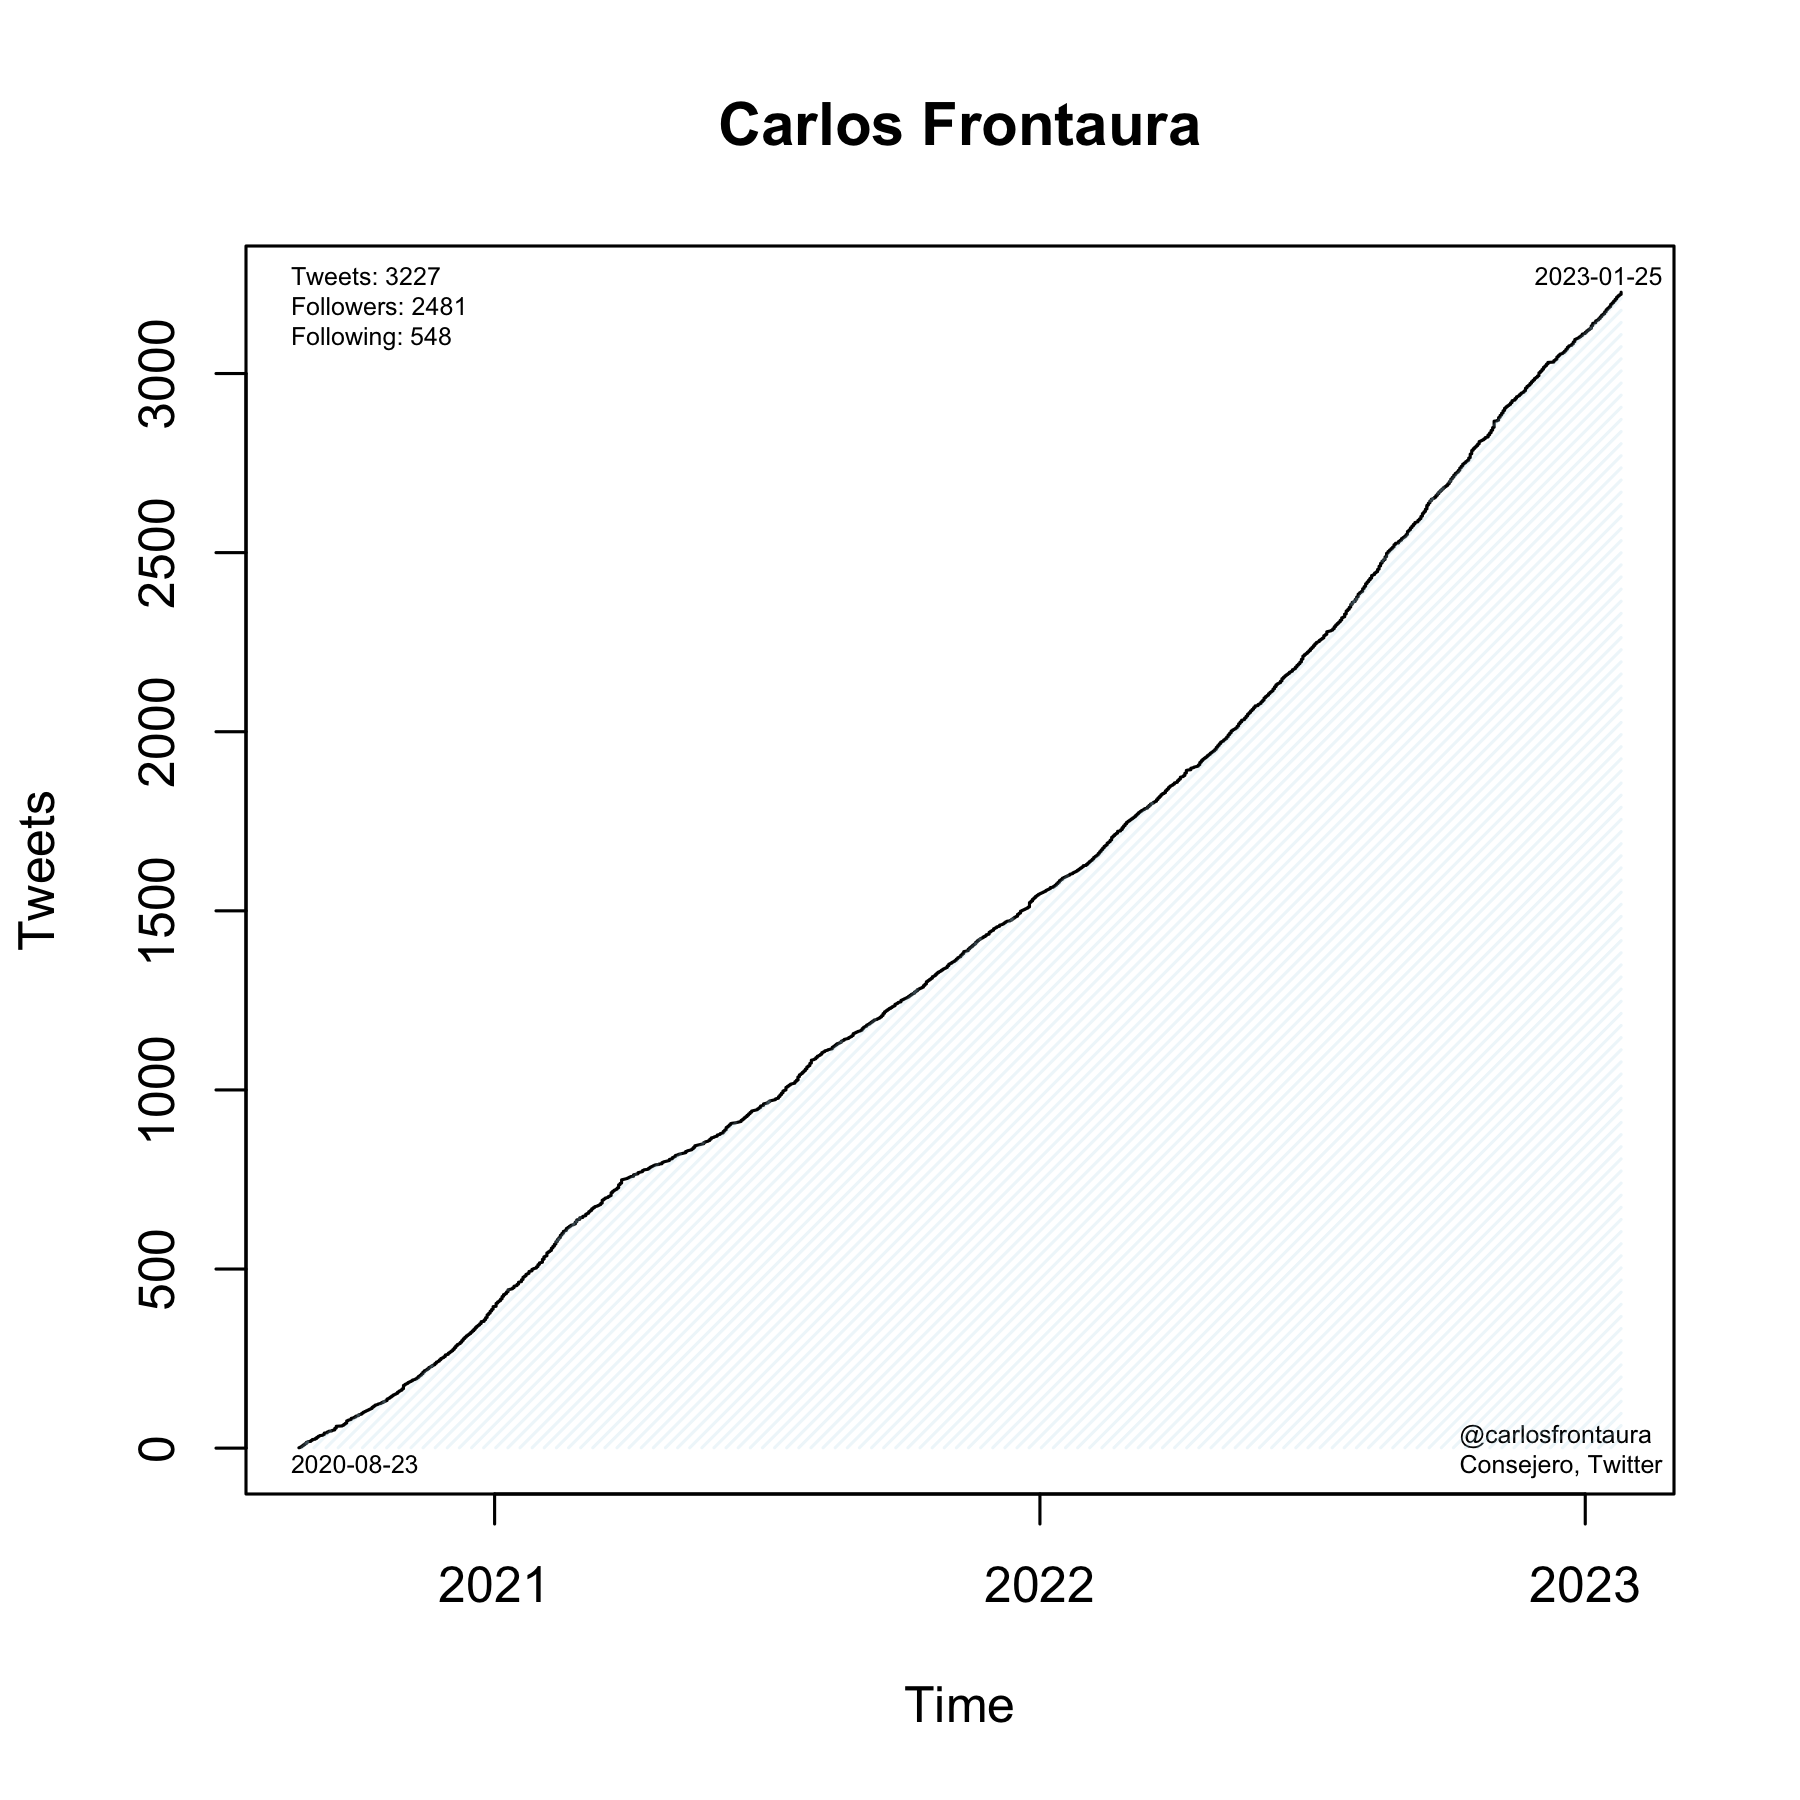 Carlos Frontaura
Tweets: 3227
Followers: 2481
Following: 548
2023-01-25
3000
2500
2000
1500
1000
500
0
Tweets
2020-08-23
@carlosfrontaura
Consejero, Twitter
2021
2022
2023
Time